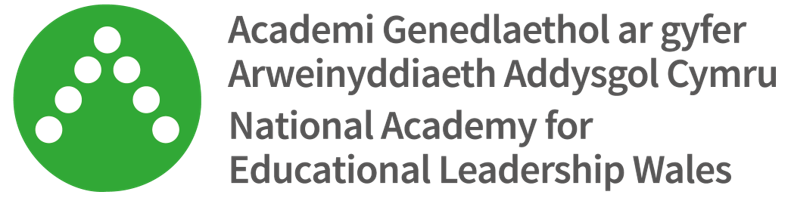 Academi Genedlaethol ar gyfer
Arweinyddiaeth Addysgol Cymru
National Academy for
Educational Leadership Wales